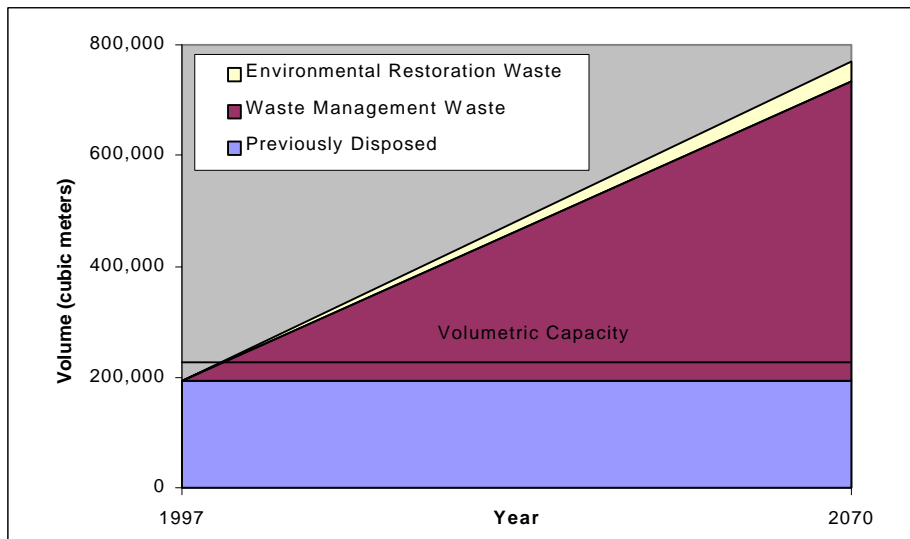 800,000
Environmental Restoration Waste
Waste Management Waste
Previously Disposed
600,000
400,000
200,000
0
Volume (cubic meters)
Volumetric Capacity
1997
Year
2070